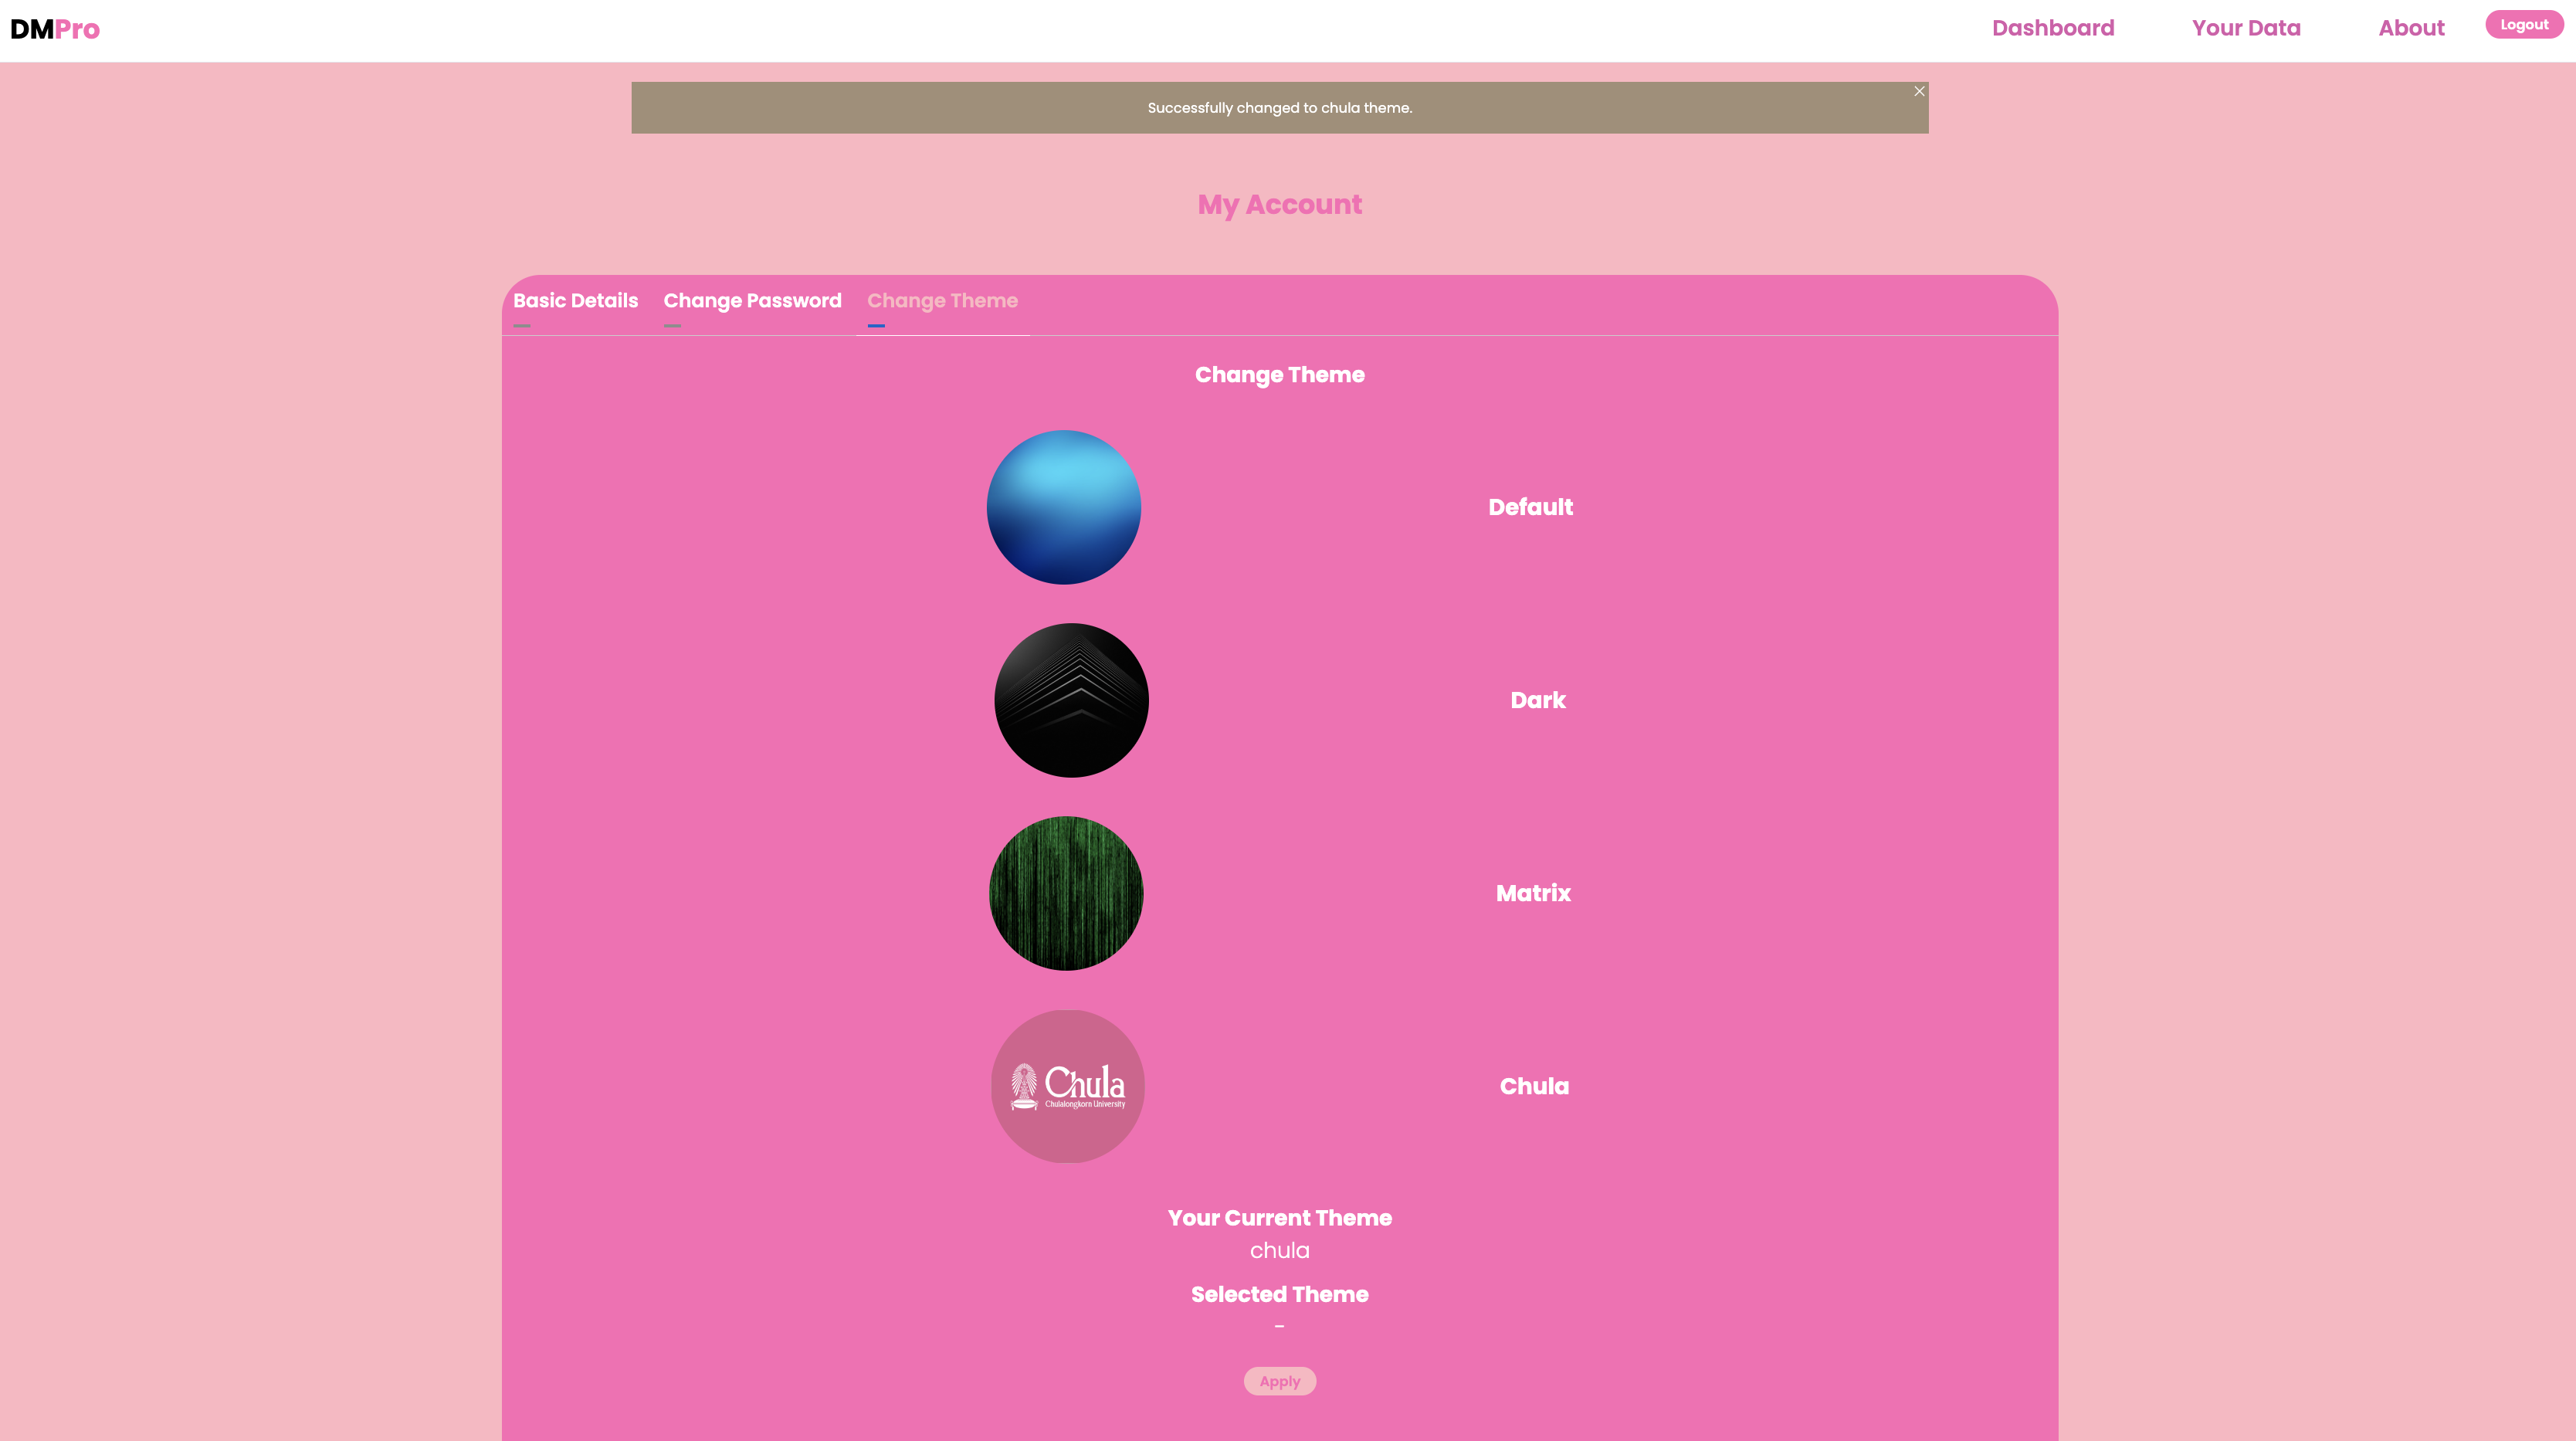 DMPro
Dashboard
Your Data
About
Logout
Successfully changed to chula theme.
My Account
Basic Details
Change Password
Change Theme
Change Theme
Default
Dark
Matrix
Chula
Chulalongkorn University
Chula
Your Current Theme
chula
Selected Theme
-
Apply